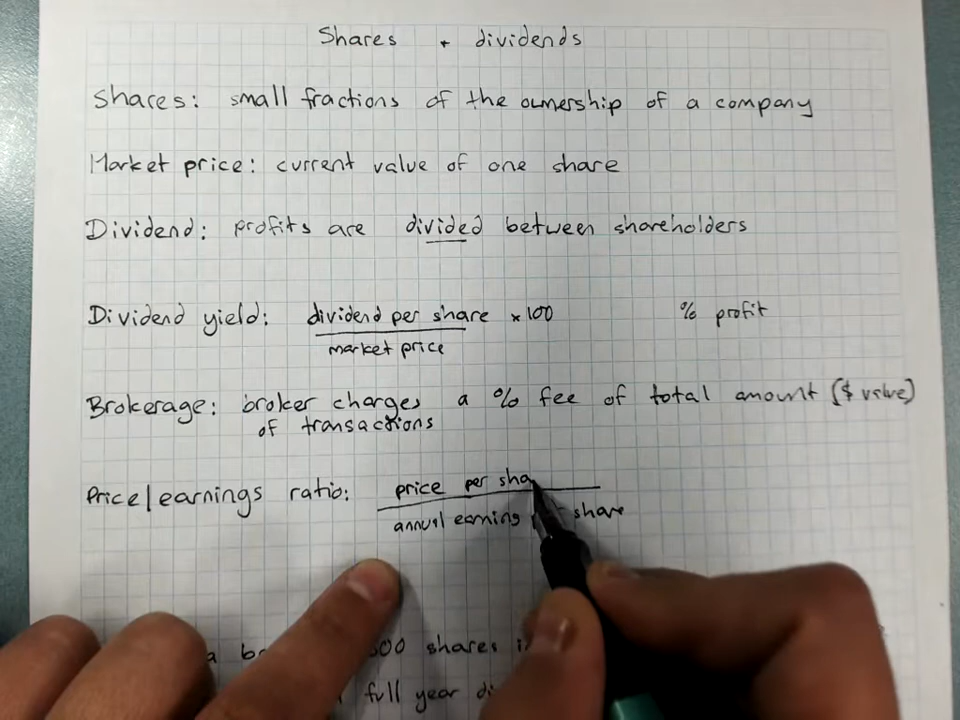 Shares + dividends
Shares: small fractions of the ownership of a company
Market price: current value of one share
Dividend: profits are divided between shareholders
Dividend yield: dividend per share × 100 % profit
market price
Brokerage: broker charges a % fee of total amount ($ value)
of transactions
Price/earnings ratio: price per sha
annual earning share
a 300 shares
full year